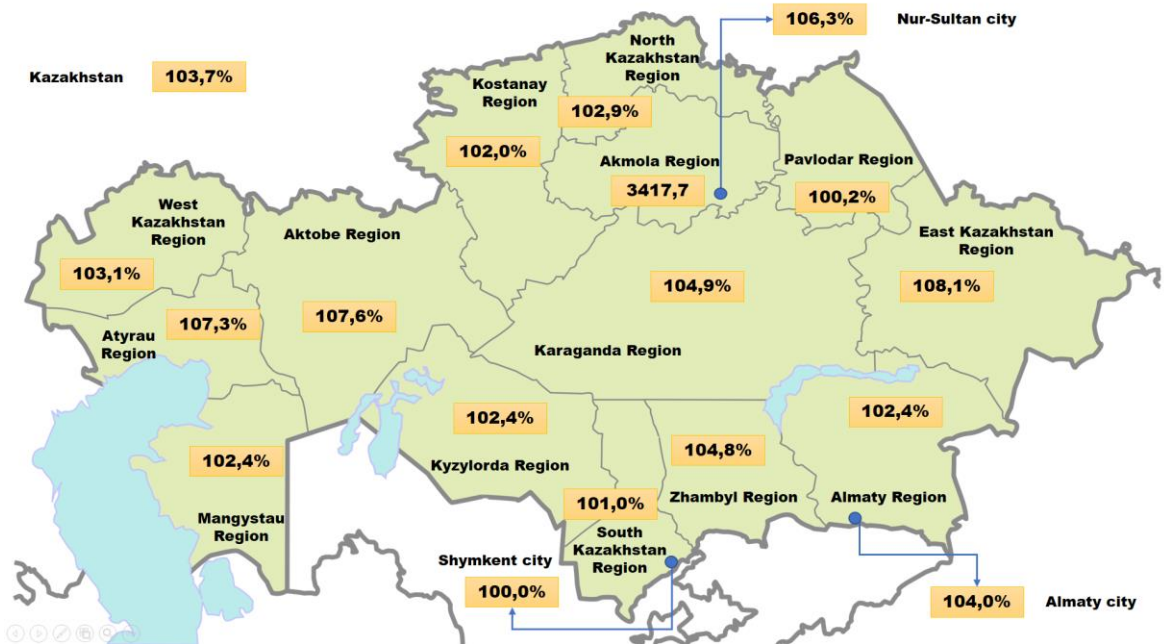 106,3%
Nur-Sultan city
Kazakhstan
103,7%
North
Kazakhstan
Region
Kostanay
Region
102,9%
102,0%
Akmola Region
3417,7
Pavlodar Region
100,2%
West
Kazakhstan
Region
103,1%
Aktobe Region
107,6%
East Kazakhstan
Region
108,1%
104,9%
Karaganda Region
107,3%
Atyrau
Region
102,4%
Mangystau
Region
102,4%
Kyzylorda Region
104,8%
Zhambyl Region
102,4%
Almaty Region
101,0%
South
Kazakhstan
Region
Shymkent city
100,0%
104,0%
Almaty city